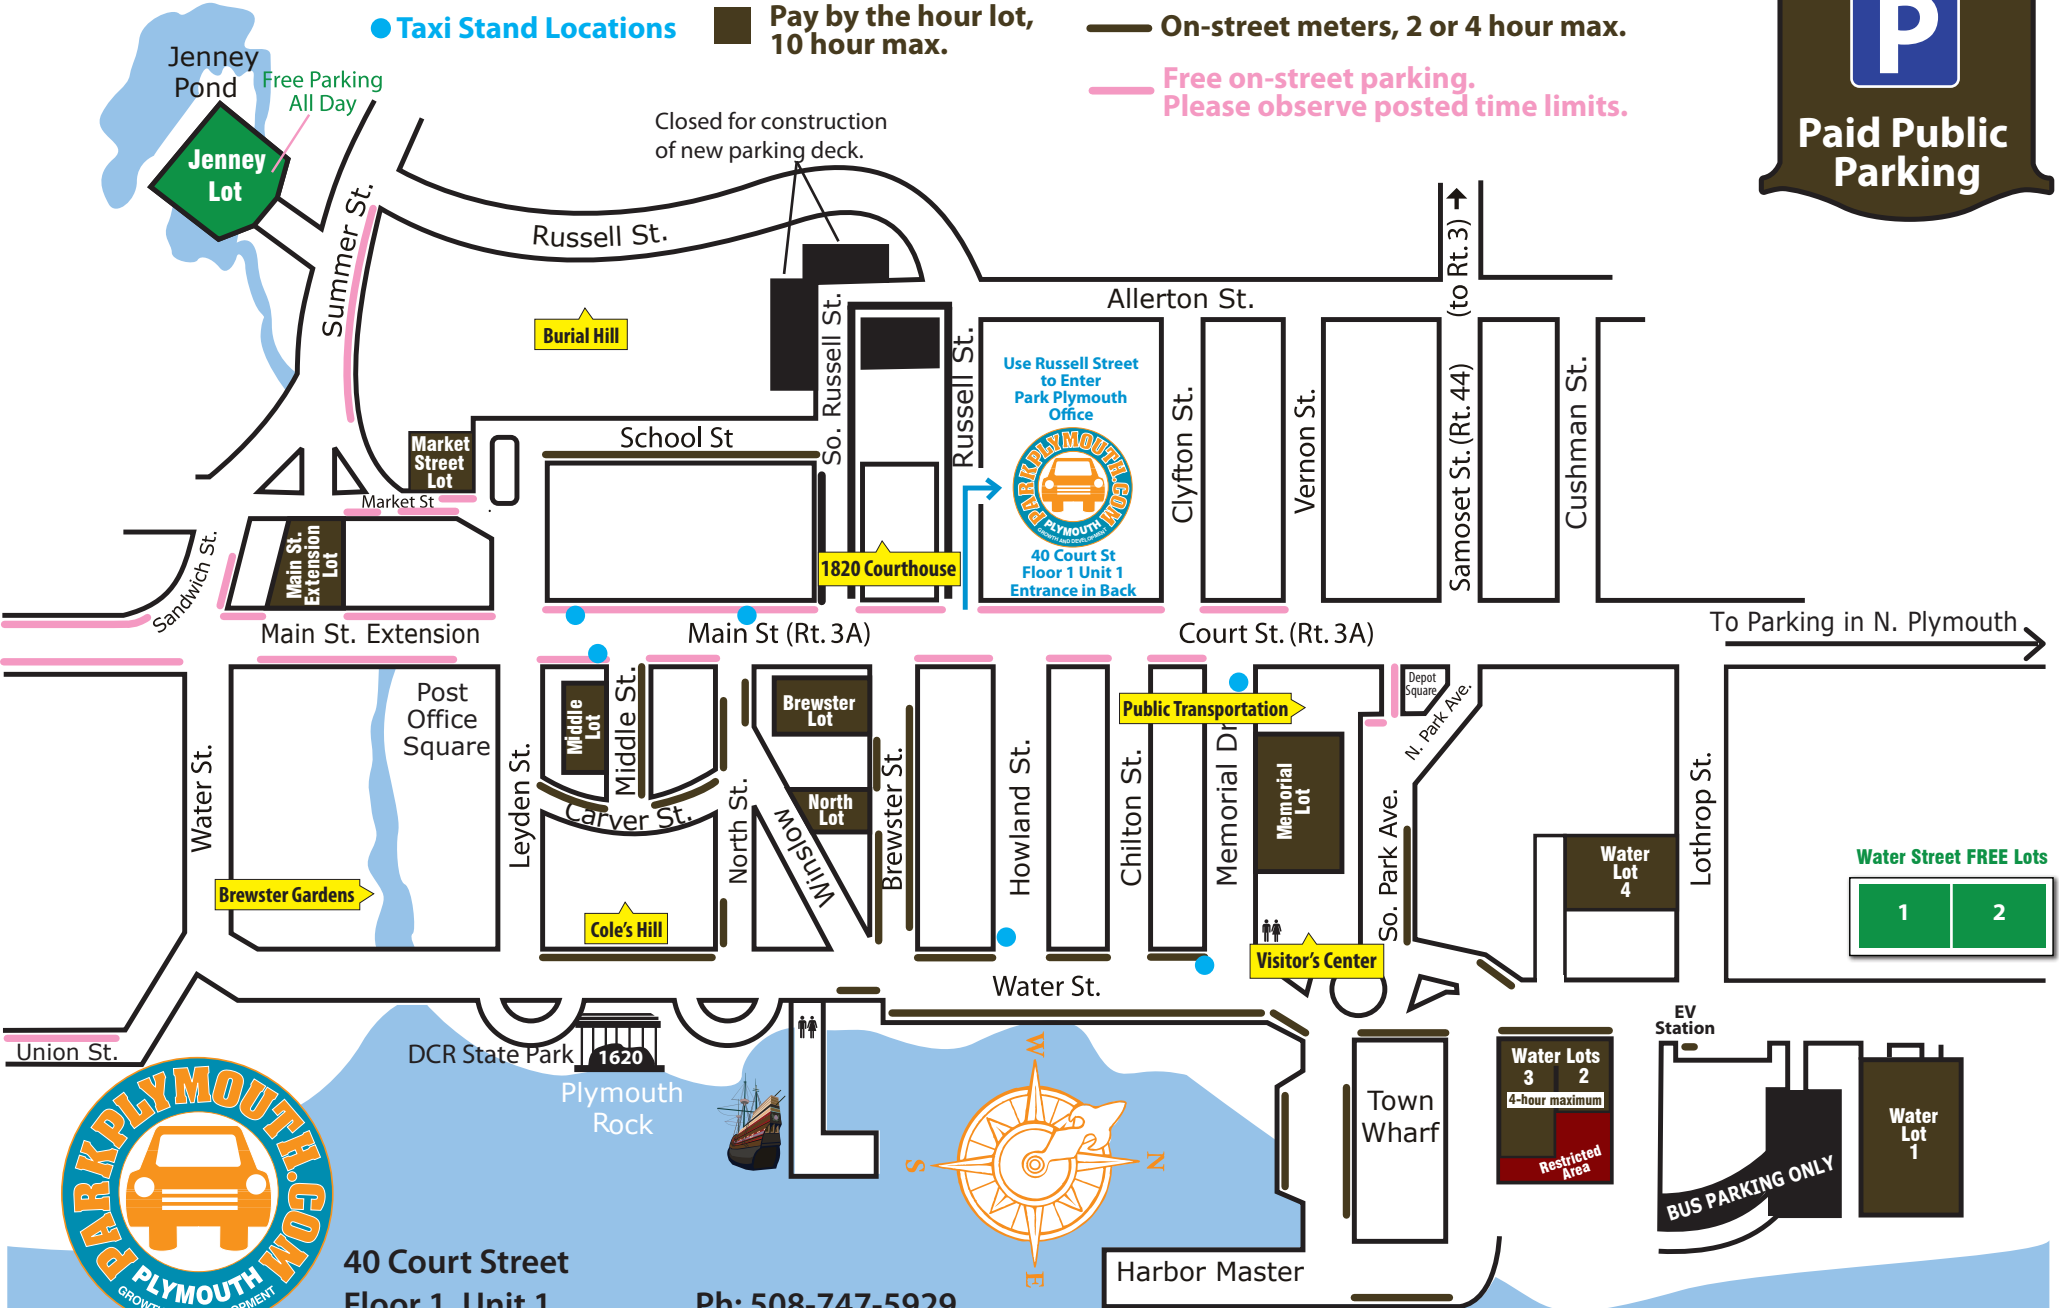 Taxi Stand Locations
Pay by the hour lot,
10 hour max.
On-street meters, 2 or 4 hour max.
Free on-street parking.
Please observe posted time limits.
P
Paid Public
Parking
Jenney
Pond
Free Parking
All Day
Jenney
Lot
Closed for construction
of new parking deck.
Summer St.
Russell St.
Burial Hill
So. Russell St.
Russell St.
Allerton St.
(to Rt. 3)
Use Russell Street
to Enter
Park Plymouth
Office
PARKPLYMOUTH.COM
PLYMOUTH
GROWTH AND DEVELOPMENT
40 Court St
Floor 1 Unit 1
Entrance in Back
Clyfton St.
Vernon St.
Samoset St. (Rt. 44)
Cushman St.
School St
Market
Street
Lot
Market St
Main St.
Extension
Lot
Sandwich St.
1820 Courthouse
Main St. Extension
Main St (Rt. 3A)
Court St. (Rt. 3A)
To Parking in N. Plymouth
Post
Office
Square
Water St.
Leyden St.
Middle
Lot
Middle St.
Carver St.
North St.
Brewster
Lot
North
Lot
Winslow
Brewster St.
Howland St.
Chilton St.
Public Transportation
Memorial Dr
Memorial
Lot
Depot
Square
N. Park Ave.
So. Park Ave.
Water
Lot
4
Lothrop St.
Water Street FREE Lots
1
2
Brewster Gardens
Cole's Hill
Visitor's Center
Water St.
Union St.
DCR State Park
1620
Plymouth
Rock
W
S
N
E
Town
Wharf
Water Lots
3
2
4-hour maximum
Restricted
Area
EV
Station
BUS PARKING ONLY
Water
Lot
1
Harbor Master
PARKPLYMOUTH.COM
PLYMOUTH
40 Court Street
Floor 1, Unit 1
Ph: 508-747-5929